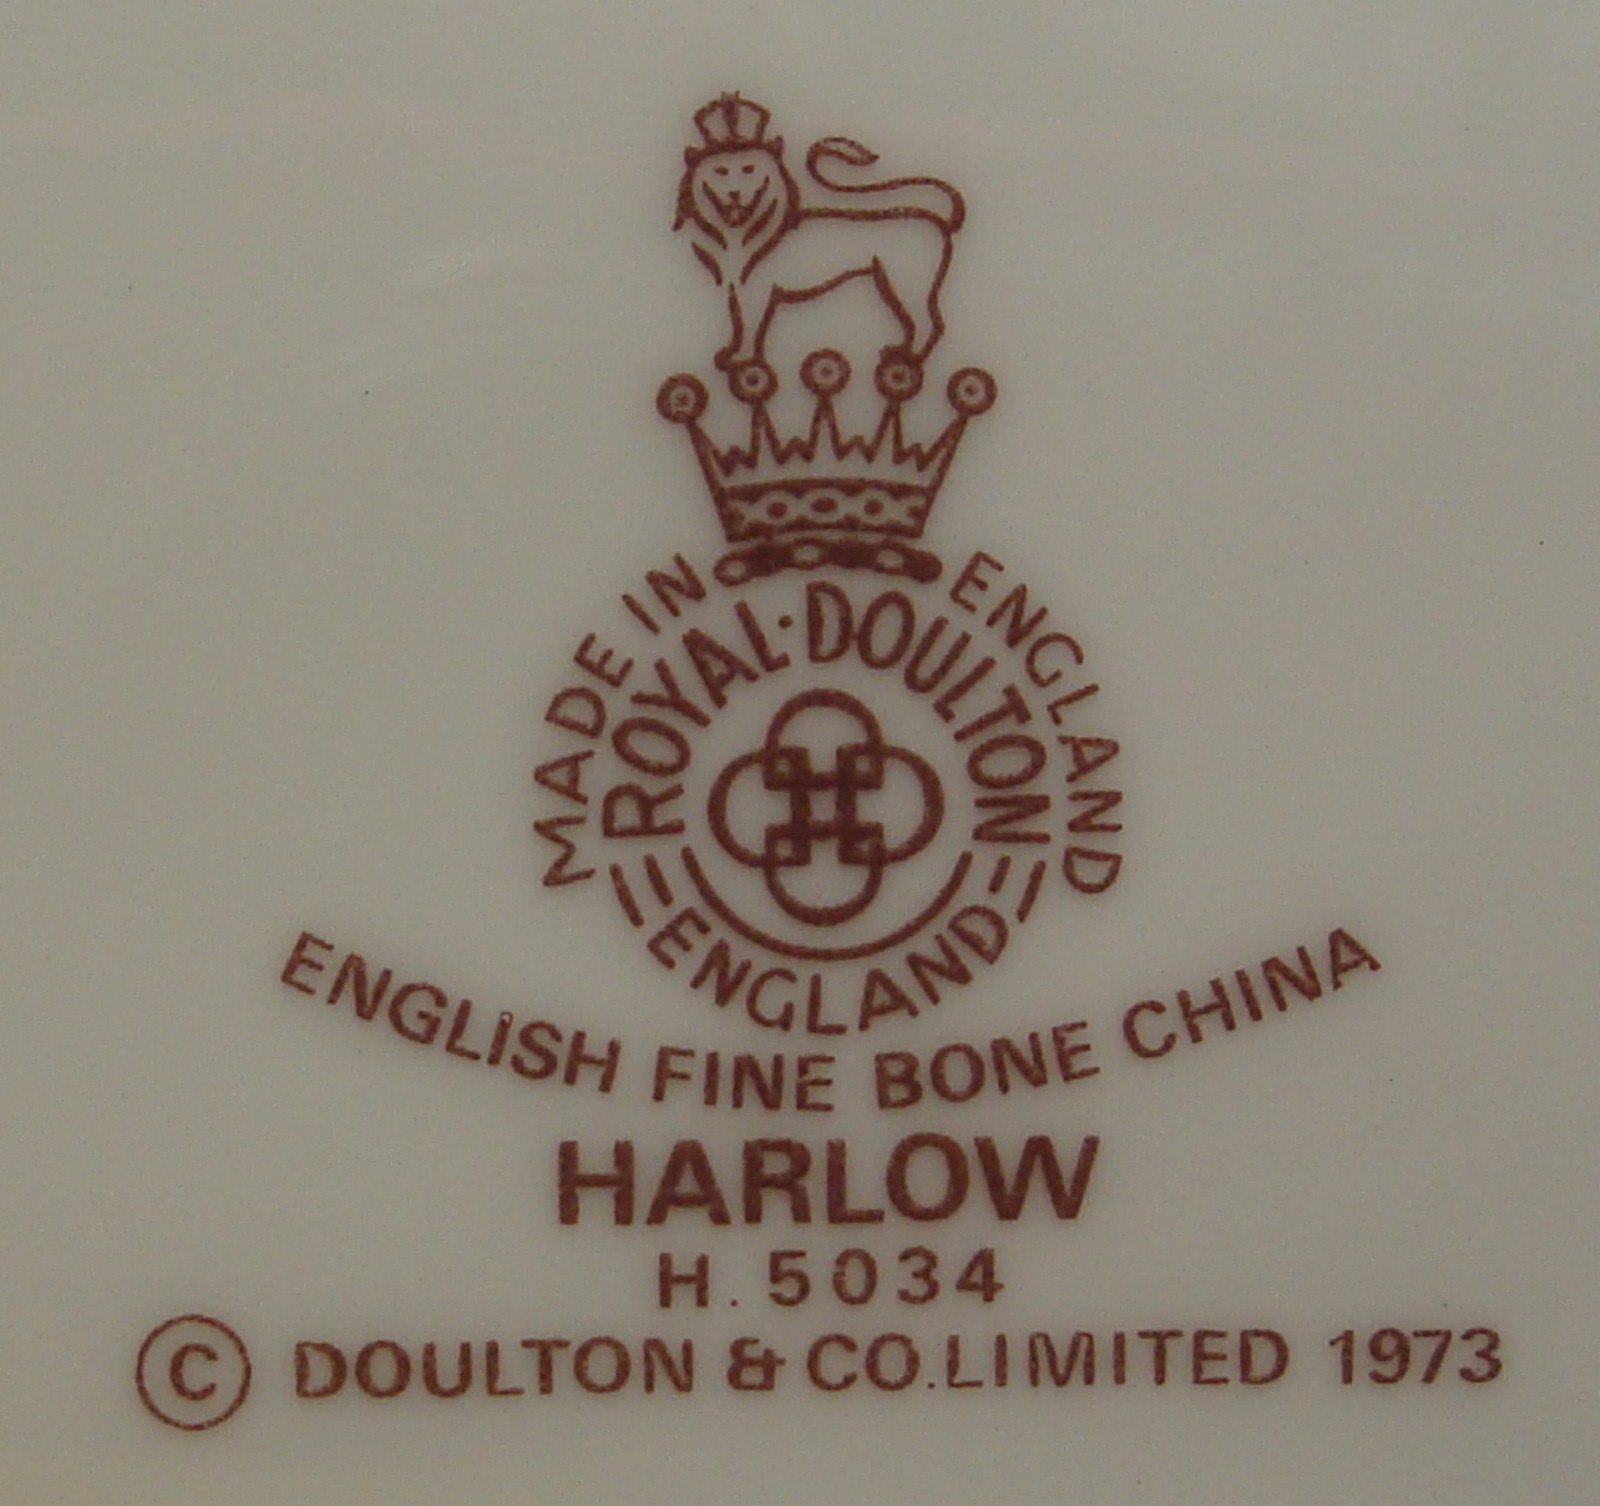 MADE IN ENGLAND
ROYAL·DOULTON
ENGLAND
ENGLISH FINE BONE CHINA
HARLOW
H.5034
© DOULTON & CO.LIMITED 1973